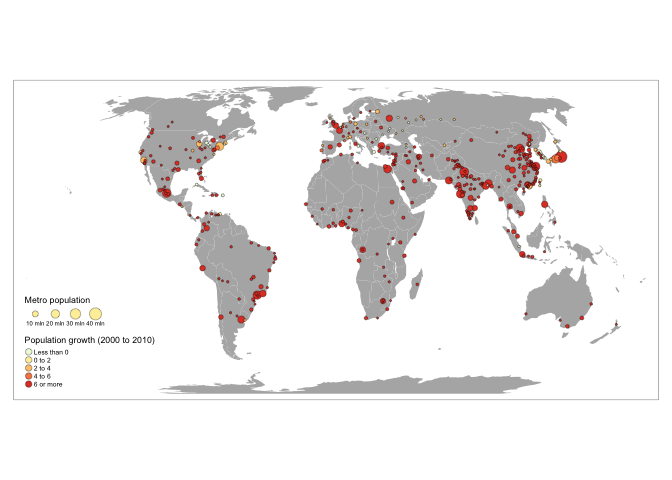 Metro population
10 mln 20 mln 30 mln 40 mln
Population growth (2000 to 2010)
Less than 0
0 to 2
2 to 4
4 to 6
6 or more